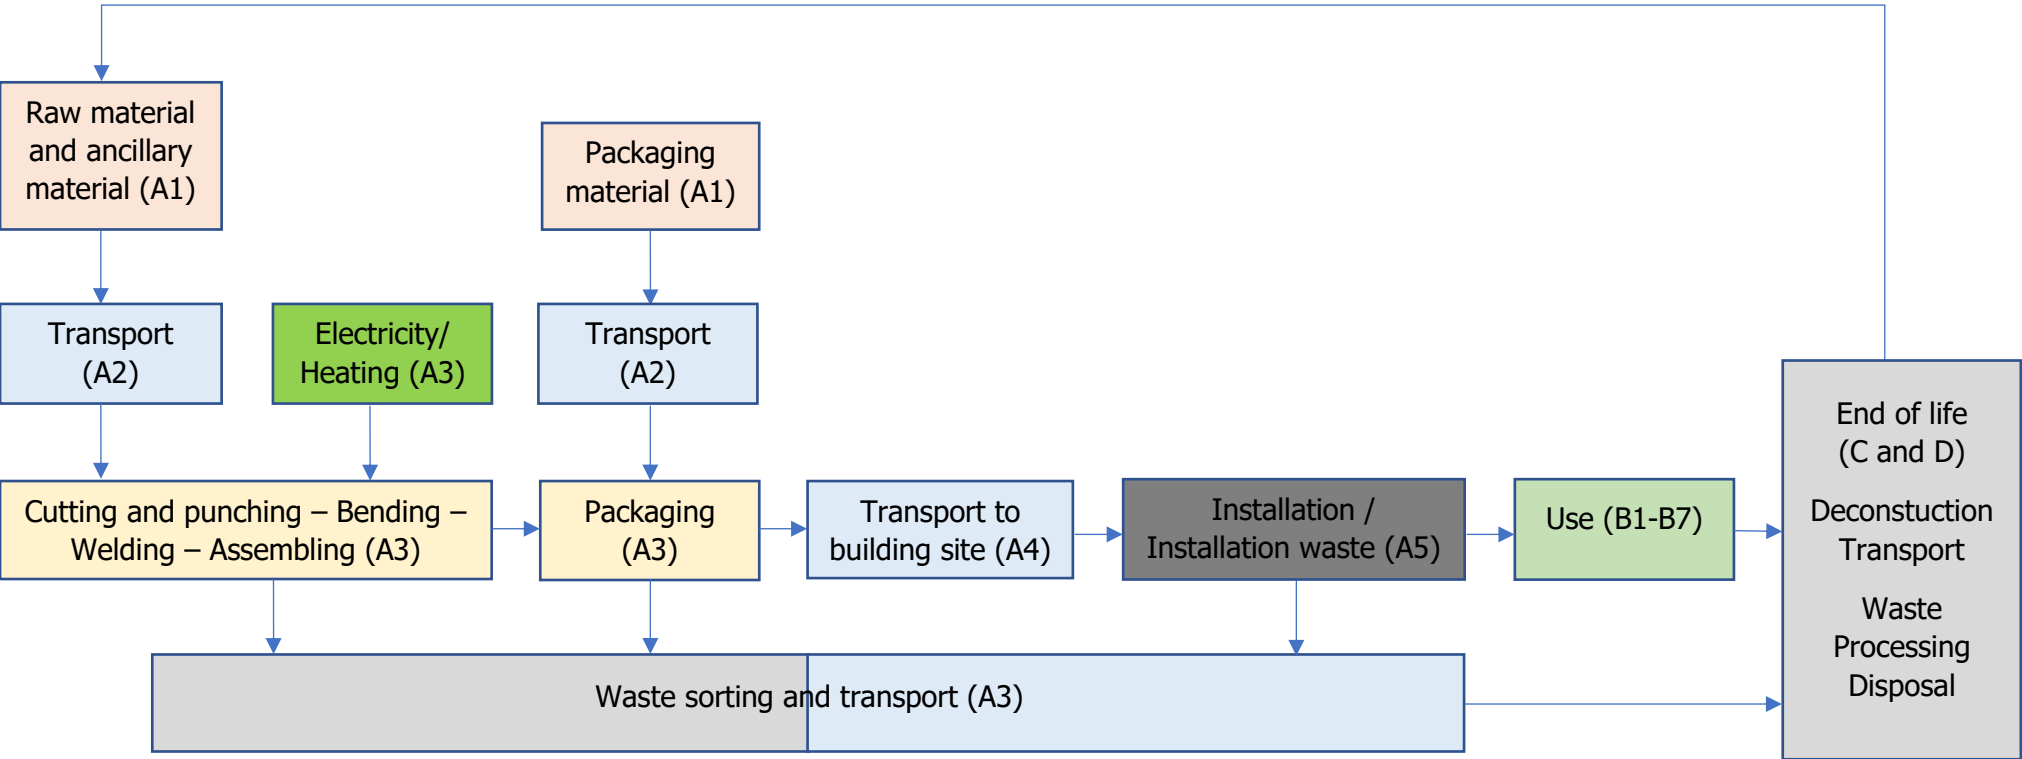 Raw material
and ancillary
material (A1)
Packaging
material (A1)
Transport
(A2)
Electricity/
Heating (A3)
Transport
(A2)
Cutting and punching – Bending –
Welding – Assembling (A3)
Packaging
(A3)
Transport to
building site (A4)
Installation /
Installation waste (A5)
Use (B1-B7)
End of life
(C and D)
Deconstuction
Transport
Waste
Processing
Disposal
Waste sorting and transport (A3)